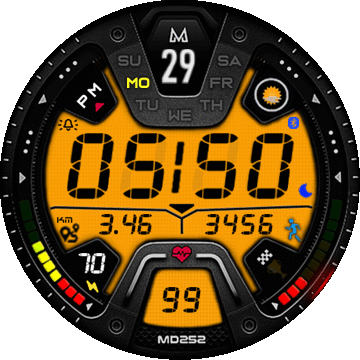 M
29
SU SA
MO FR
TU WE TH
PM
05:50
KM 3.46 3456
70
99
MD252